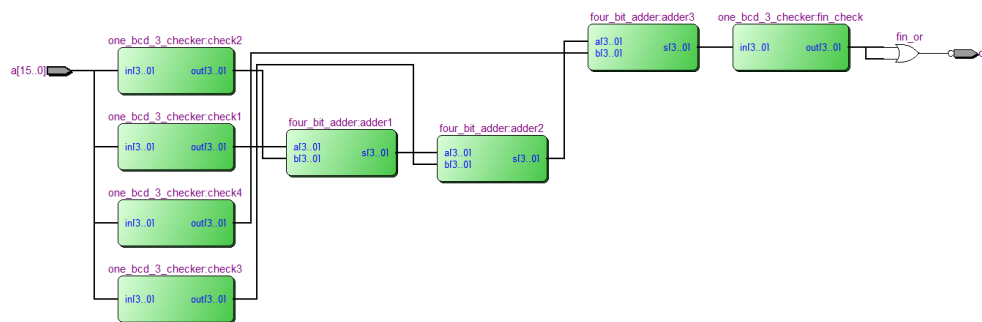 a[15..0]
one_bcd_3_checker:check2
in[3..0] out[3..0]
one_bcd_3_checker:check1
in[3..0] out[3..0]
one_bcd_3_checker:check4
in[3..0] out[3..0]
one_bcd_3_checker:check3
in[3..0] out[3..0]
four_bit_adder:adder1
a[3..0]
b[3..0]
s[3..0]
four_bit_adder:adder2
a[3..0]
b[3..0]
s[3..0]
four_bit_adder:adder3
a[3..0]
b[3..0]
s[3..0]
one_bcd_3_checker:fin_check
in[3..0] out[3..0]
fin_or